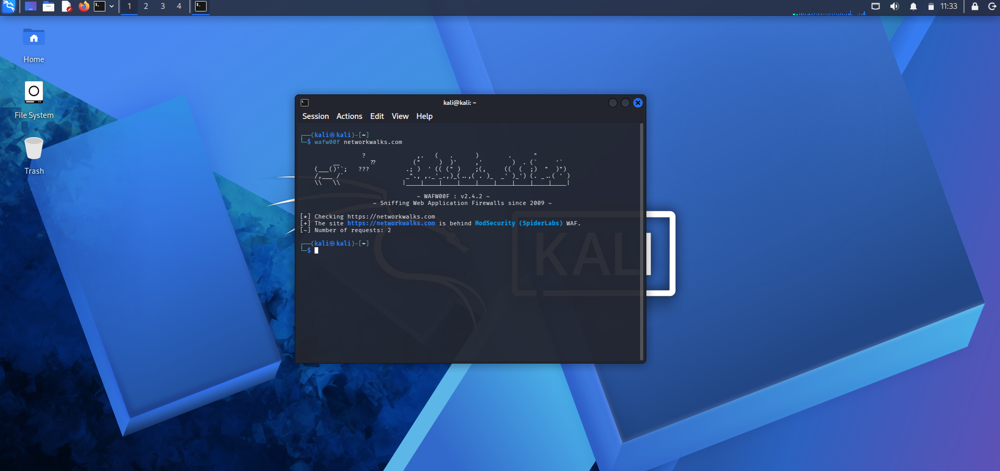 1 2 3 4 11:33
Home
File System
Trash
kali@kali: ~
Session Actions Edit View Help
┌──(kali㉿kali)-[~]
└─$ wafw00f networkwalks.com
~ WAFW00F : v2.4.2 ~
~ Sniffing Web Application Firewalls since 2009 ~
[*] Checking https://networkwalks.com
[+] The site https://networkwalks.com is behind ModSecurity (SpiderLabs) WAF.
[~] Number of requests: 2
┌──(kali㉿kali)-[~]
└─$
KALI